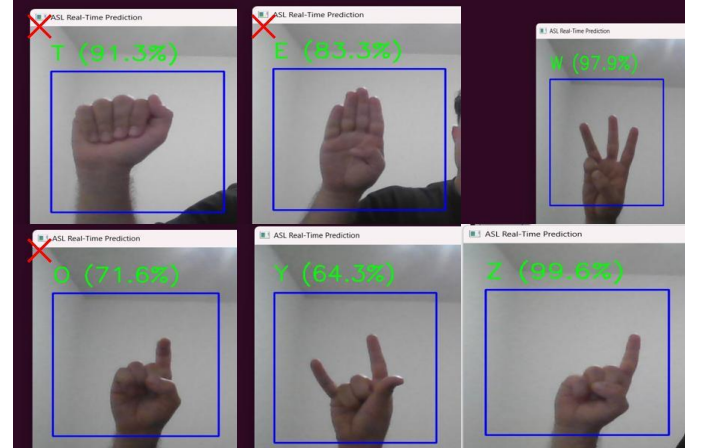 ASL Real-Time Prediction
T (91.3%)
ASL Real-Time Prediction
E (83.3%)
ASL Real-Time Prediction
W (97.9%)
ASL Real-Time Prediction
O (71.6%)
ASL Real-Time Prediction
Y (64.3%)
ASL Real-Time Prediction
Z (99.6%)